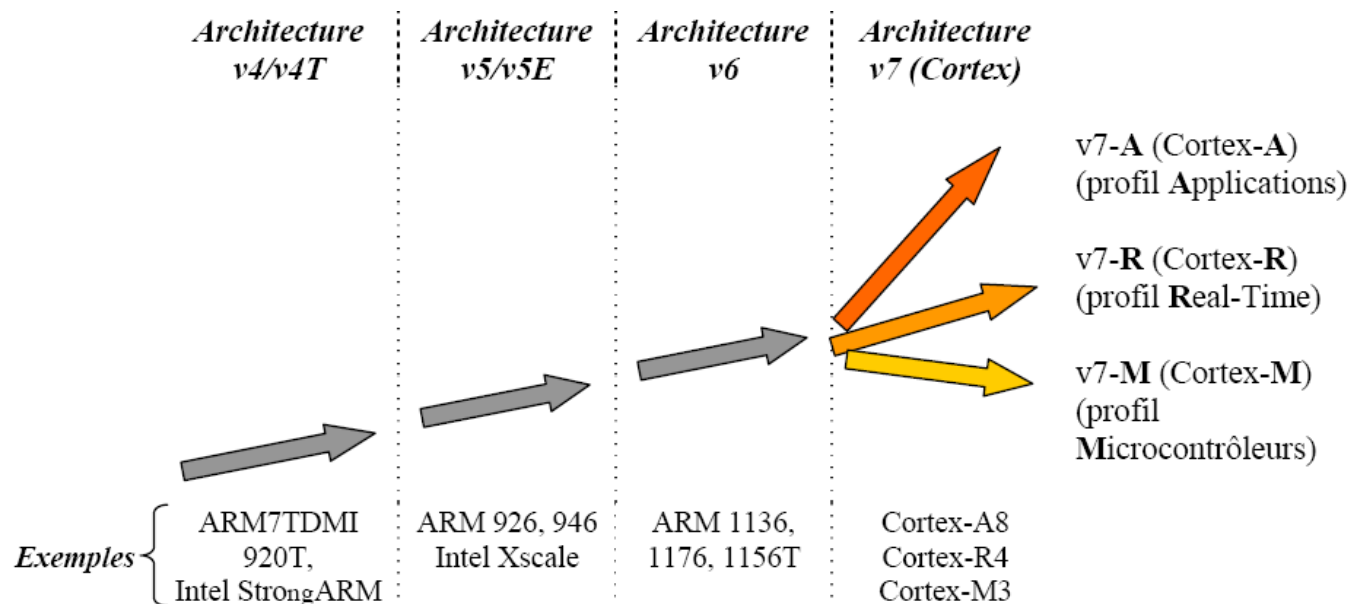 Architecture
v4/v4T
Architecture
v5/v5E
Architecture
v6
Architecture
v7 (Cortex)
v7-A (Cortex-A)
(profil Applications)
v7-R (Cortex-R)
(profil Real-Time)
v7-M (Cortex-M)
(profil
Microcontrôleurs)
Exemples
ARM7TDMI
920T,
Intel StrongARM
ARM 926, 946
Intel Xscale
ARM 1136,
1176, 1156T
Cortex-A8
Cortex-R4
Cortex-M3